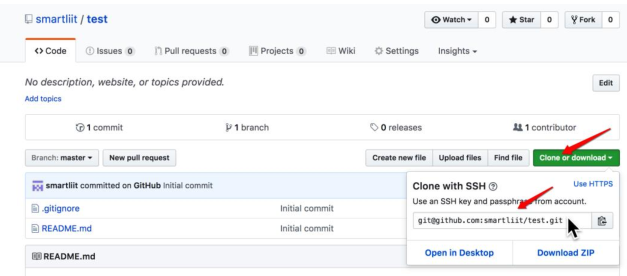 smartliit / test
Watch 0 Star 0 Fork 0
Code Issues 0 Pull requests 0 Projects 0 Wiki Settings Insights
No description, website, or topics provided.
Edit
Add topics
1 commit 1 branch 0 releases 1 contributor
Branch: master New pull request Create new file Upload files Find file Clone or download
smartliit committed on GitHub Initial commit
.gitignore Initial commit
README.md Initial commit
README.md
Clone with SSH Use HTTPS
Use an SSH key and passphrase from account.
git@github.com:smartliit/test.git
Open in Desktop Download ZIP